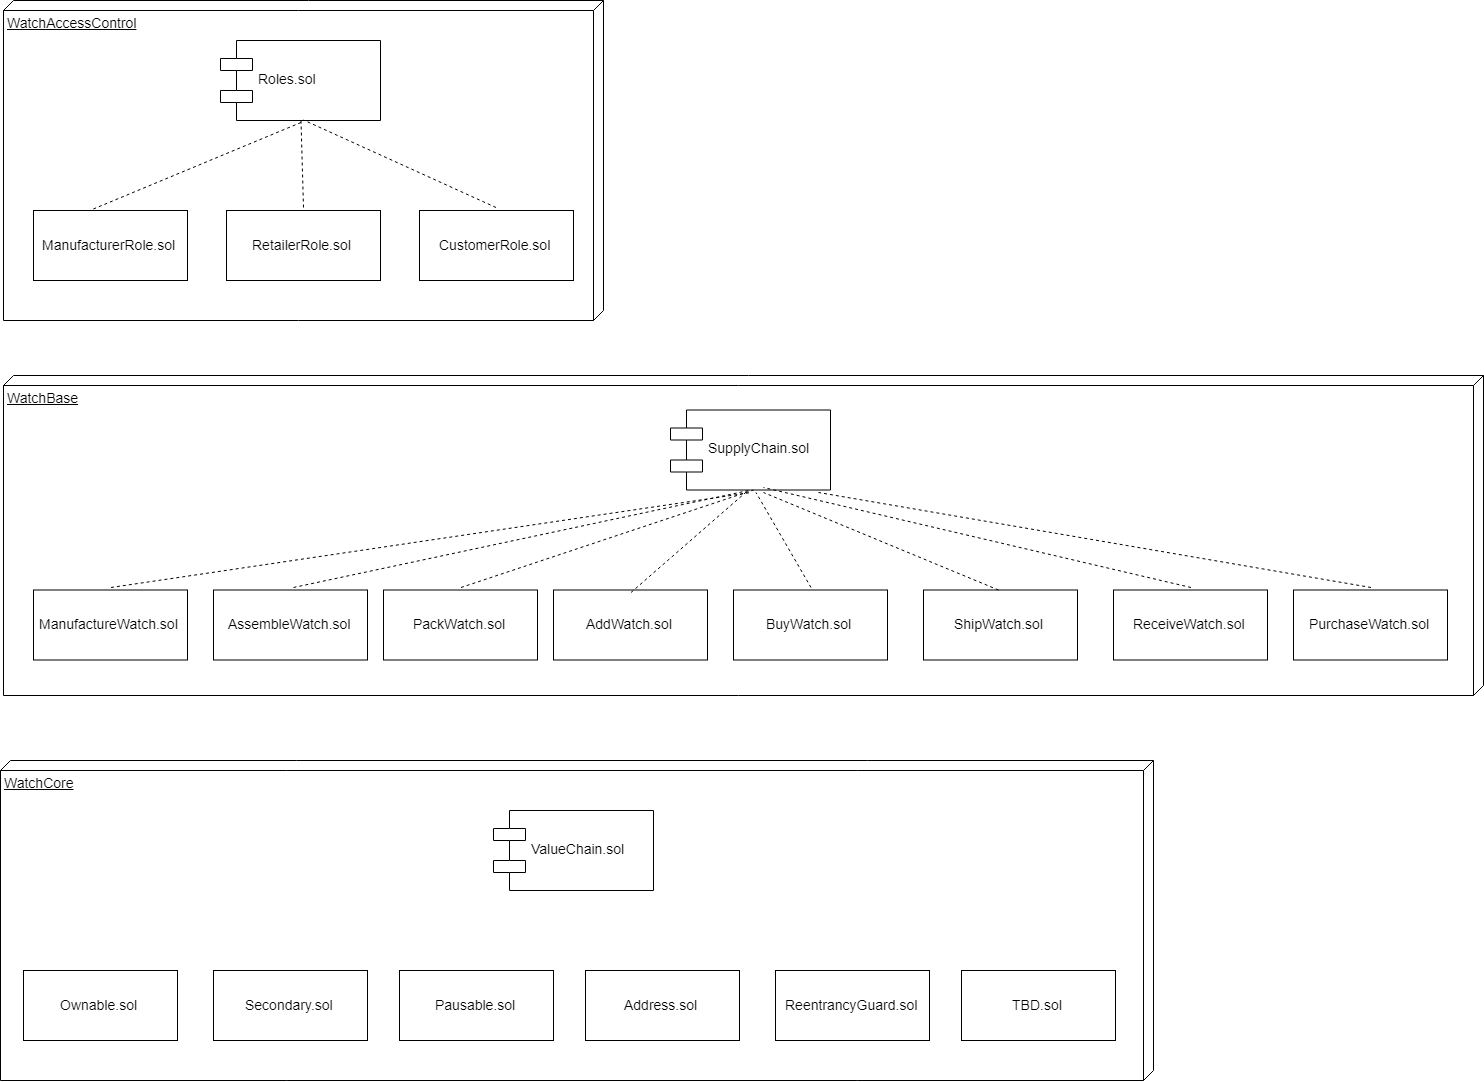 WatchAccessControl
Roles.sol
ManufacturerRole.sol
RetailerRole.sol
CustomerRole.sol
WatchBase
SupplyChain.sol
ManufactureWatch.sol
AssembleWatch.sol
PackWatch.sol
AddWatch.sol
BuyWatch.sol
ShipWatch.sol
ReceiveWatch.sol
PurchaseWatch.sol
WatchCore
ValueChain.sol
Ownable.sol
Secondary.sol
Pausable.sol
Address.sol
ReentrancyGuard.sol
TBD.sol